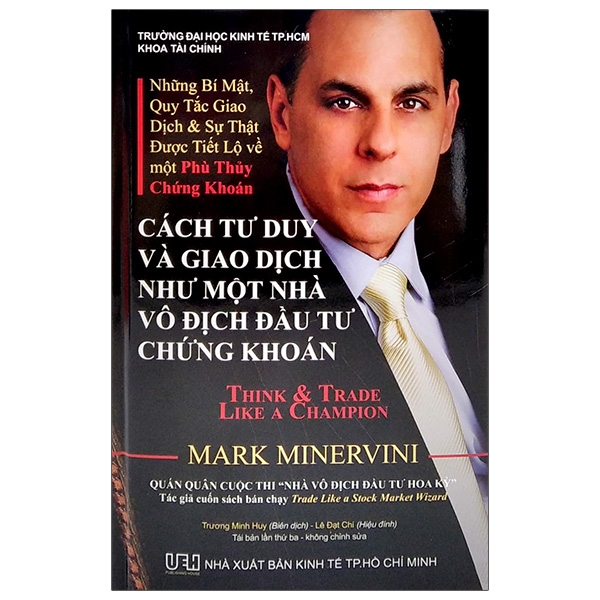 TRƯỜNG ĐẠI HỌC KINH TẾ TP.HCM
KHOA TÀI CHÍNH
Những Bí Mật,
Quy Tắc Giao
Dịch & Sự Thật
Được Tiết Lộ về
một Phù Thủy
Chứng Khoán
CÁCH TƯ DUY
VÀ GIAO DỊCH
NHƯ MỘT NHÀ
VÔ ĐỊCH ĐẦU TƯ
CHỨNG KHOÁN
THINK & TRADE
LIKE A CHAMPION
MARK MINERVINI
QUÁN QUÂN CUỘC THI “NHÀ VÔ ĐỊCH ĐẦU TƯ HOA KỲ”
Tác giả cuốn sách bán chạy Trade Like a Stock Market Wizard
Trương Minh Huy (Biên dịch) - Lê Đạt Chí (Hiệu đính)
Tái bản lần thứ ba - không chỉnh sửa
UEH
PUBLISHING HOUSE
NHÀ XUẤT BẢN KINH TẾ TP.HỒ CHÍ MINH